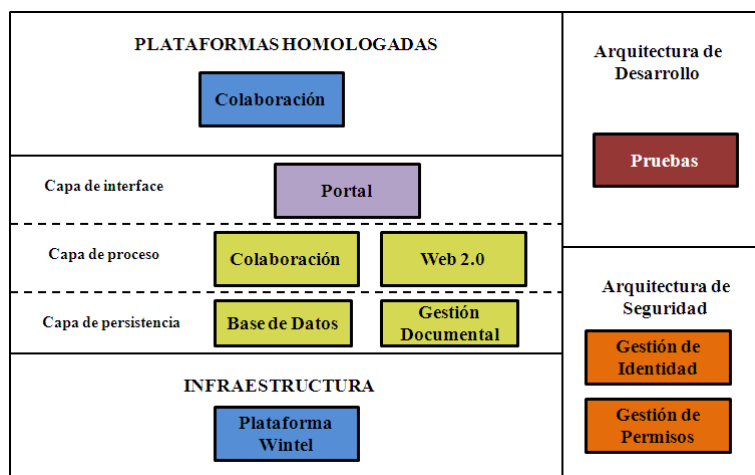 PLATAFORMAS HOMOLOGADAS
Colaboración
Capa de interface
Portal
Capa de proceso
Colaboración
Web 2.0
Capa de persistencia
Base de Datos
Gestión
Documental
INFRAESTRUCTURA
Plataforma
Wintel
Arquitectura de
Desarrollo
Pruebas
Arquitectura de
Seguridad
Gestión de
Identidad
Gestión de
Permisos